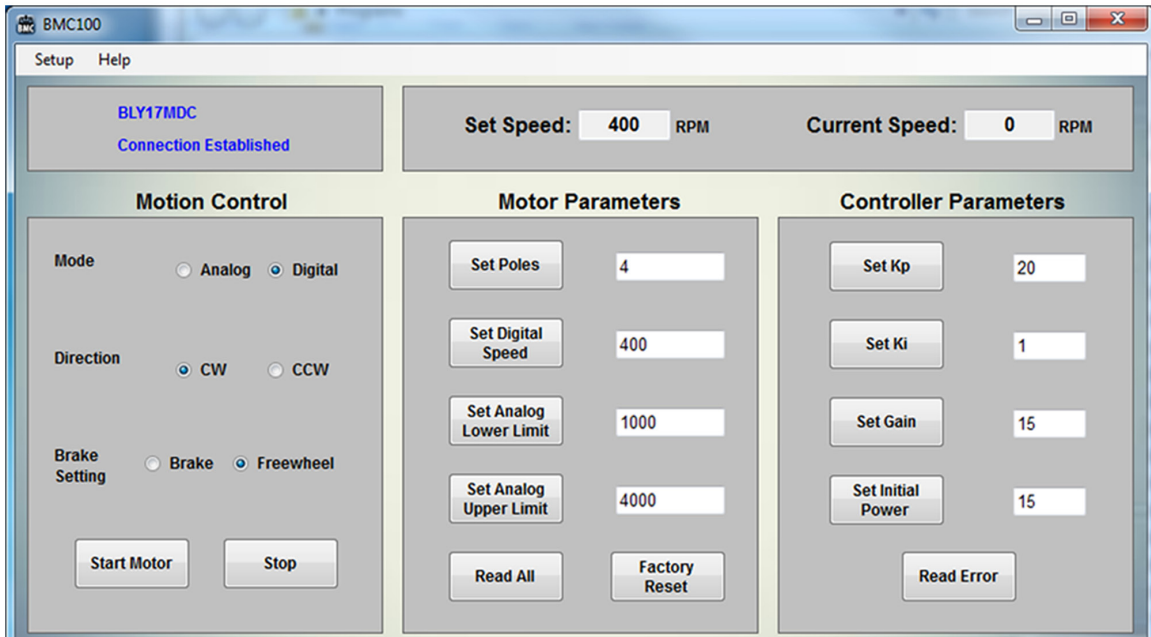 BMC100
Setup Help
BLY17MDC
Connection Established
Set Speed: 400 RPM
Current Speed: 0 RPM
Motion Control
Mode
Analog Digital
Direction
CW CCW
Brake
Setting
Brake Freewheel
Start Motor
Stop
Motor Parameters
Set Poles
4
Set Digital
Speed
400
Set Analog
Lower Limit
1000
Set Analog
Upper Limit
4000
Read All
Factory
Reset
Controller Parameters
Set Kp
20
Set Ki
1
Set Gain
15
Set Initial
Power
15
Read Error